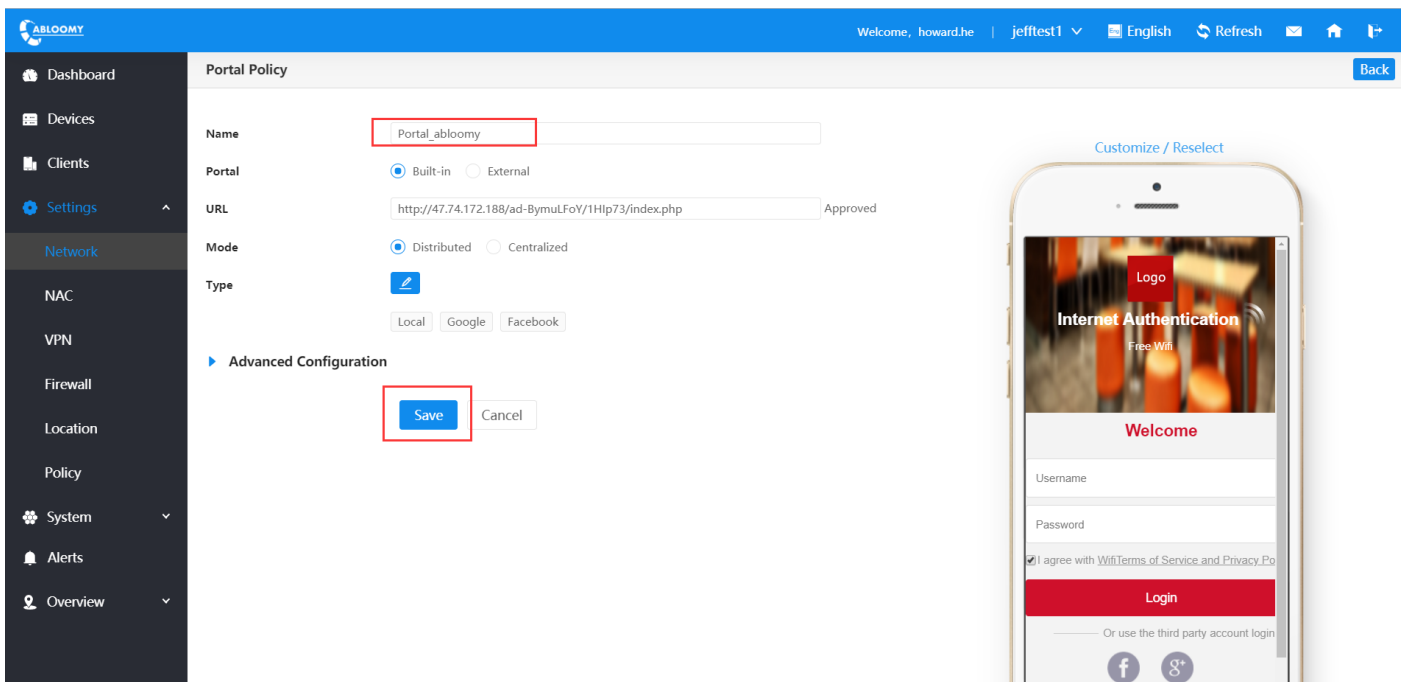 ABLOOMY
Welcome, howard.he | jefftest1 English Refresh
Dashboard
Devices
Clients
Settings
Network
NAC
VPN
Firewall
Location
Policy
System
Alerts
Overview
Portal Policy
Back
Name Portal_abloomy
Portal Built-in External
URL http://47.74.172.188/ad-BymuLFoY/1HIp73/index.php Approved
Mode Distributed Centralized
Type
Local Google Facebook
Advanced Configuration
Save Cancel
Customize / Reselect
Logo
Internet Authentication
Free Wifi
Welcome
Username
Password
I agree with WifiTerms of Service and Privacy Po
Login
Or use the third party account login
f g+